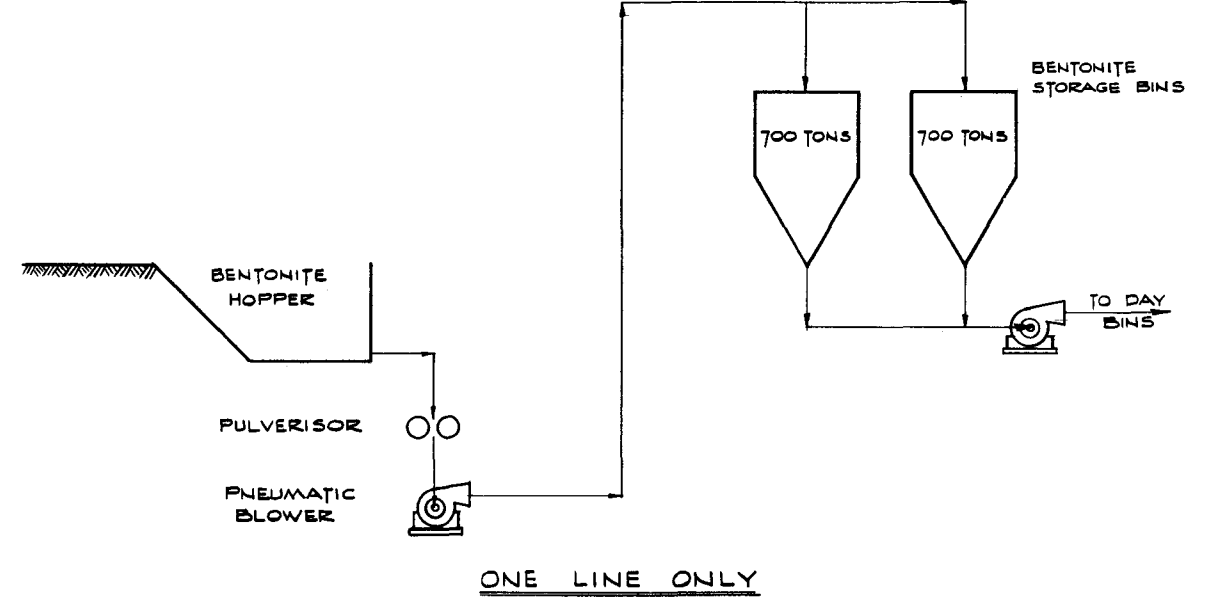 BENTONITE
STORAGE BINS
700 TONS
700 TONS
BENTONITE
HOPPER
TO DAY
BINS
PULVERISOR
PNEUMATIC
BLOWER
ONE LINE ONLY